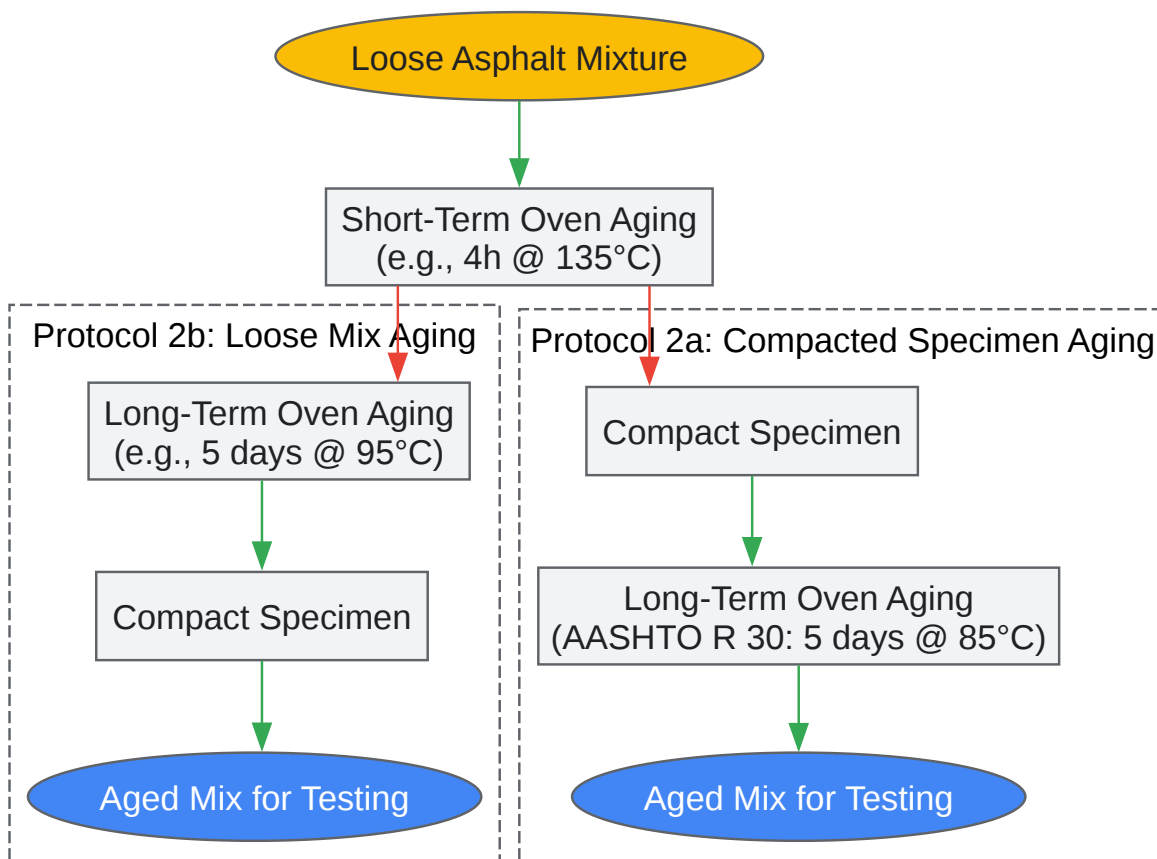 Loose Asphalt Mixture
Short-Term Oven Aging
(e.g., 4h @ 135°C)
Protocol 2b: Loose Mix Aging
Long-Term Oven Aging
(e.g., 5 days @ 95°C)
Compact Specimen
Aged Mix for Testing
Protocol 2a: Compacted Specimen Aging
Compact Specimen
Long-Term Oven Aging
(AASHTO R 30: 5 days @ 85°C)
Aged Mix for Testing